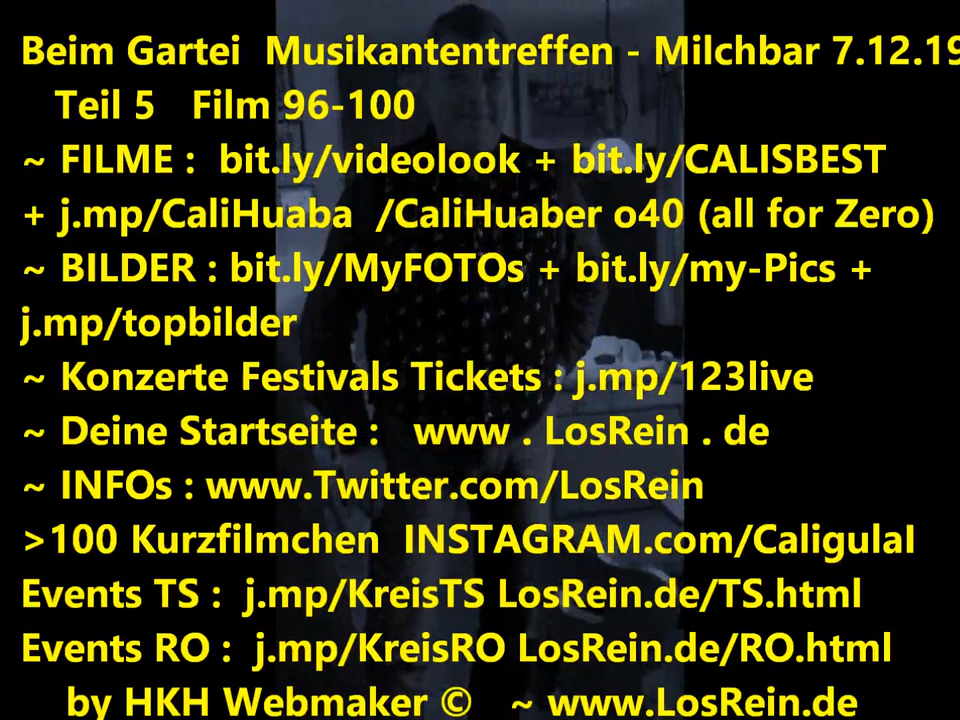 Beim Gartei Musikantentreffen - Milchbar 7.12.19
Teil 5 Film 96-100
~ FILME : bit.ly/videolook + bit.ly/CALISBEST
+ j.mp/CaliHuaba /CaliHuaber o40 (all for Zero)
~ BILDER : bit.ly/MyFOTOs + bit.ly/my-Pics +
j.mp/topbilder
~ Konzerte Festivals Tickets : j.mp/123live
~ Deine Startseite : www . LosRein . de
~ INFOs : www.Twitter.com/LosRein
>100 Kurzfilmchen INSTAGRAM.com/CaligulaI
Events TS : j.mp/KreisTS LosRein.de/TS.html
Events RO : j.mp/KreisRO LosRein.de/RO.html
by HKH Webmaker © ~ www.LosRein.de